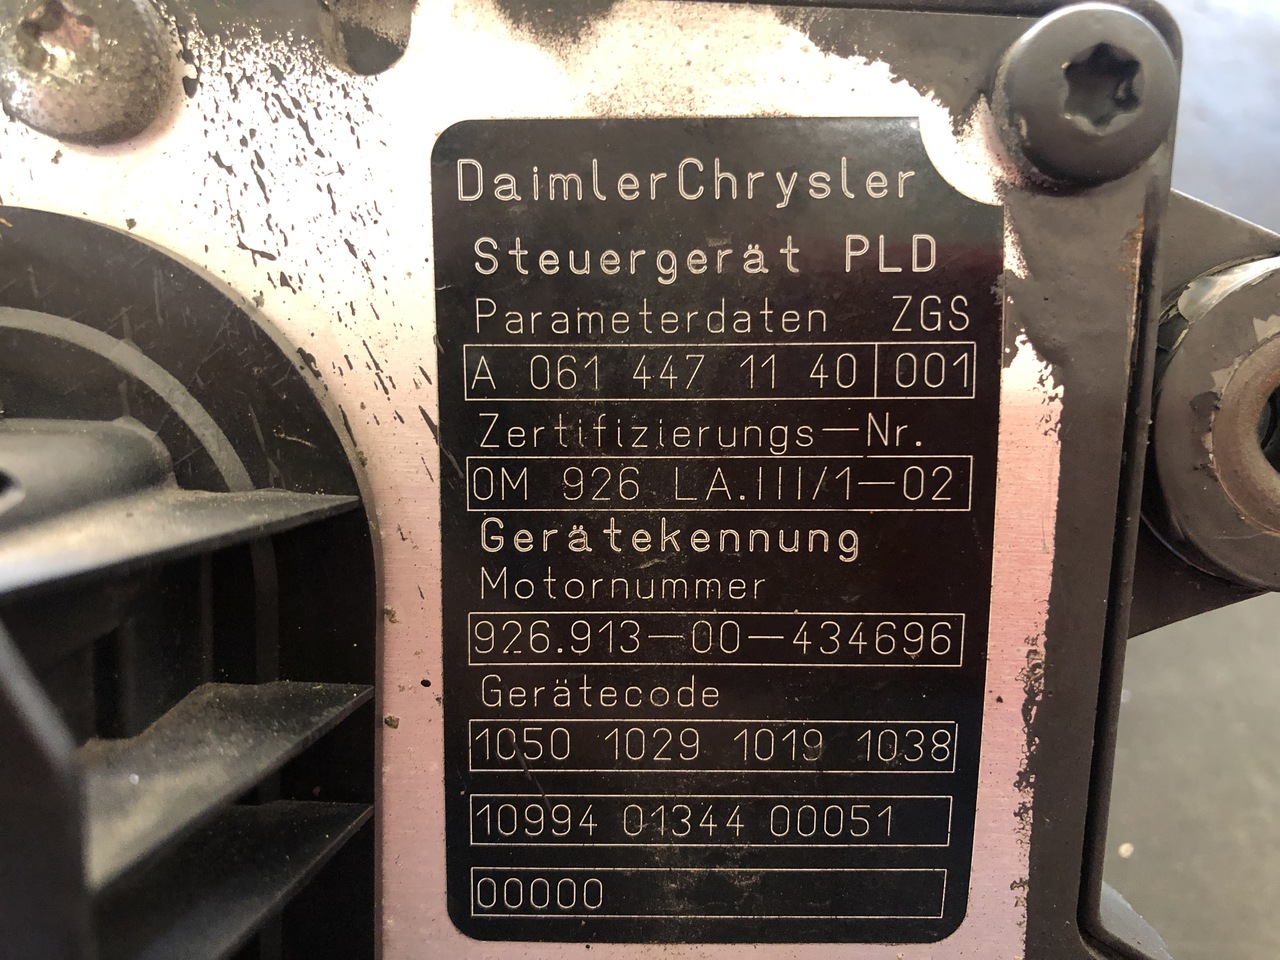 DaimlerChrysler
Steuergerät PLD
Parameterdaten ZGS
A 061 447 11 40 001
Zertifizierungs-Nr.
OM 926 LA.III/1-02
Gerätekennung
Motornummer
926.913-00-434696
Gerätecode
1050 1029 1019 1038
10994 01344 00051
00000